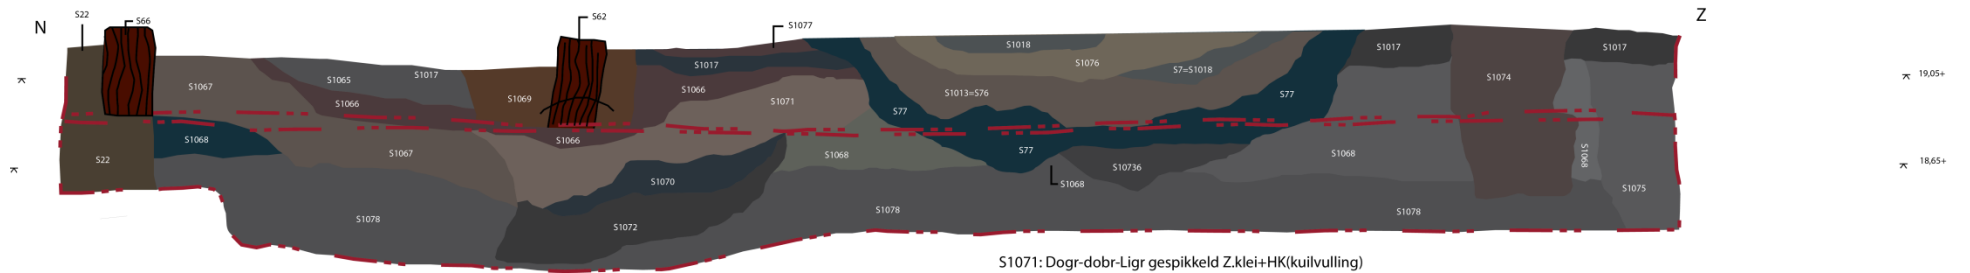 N
S22
S66
S62
S1077
Z
S1018
S1017
S1017
S1065
S1017
S1017
S1076
S7=S1018
S1074
19,05+
S1067
S1066
S1069
S1066
S1071
S1013=S76
S77
S77
S1068
S1067
S1066
S1068
S77
S10736
S1068
S1068
18,65+
S22
S1070
S1068
S1075
S1078
S1072
S1078
S1078
S1071: Dogr-dobr-Ligr gespikkeld Z.klei+HK(kuilvulling)